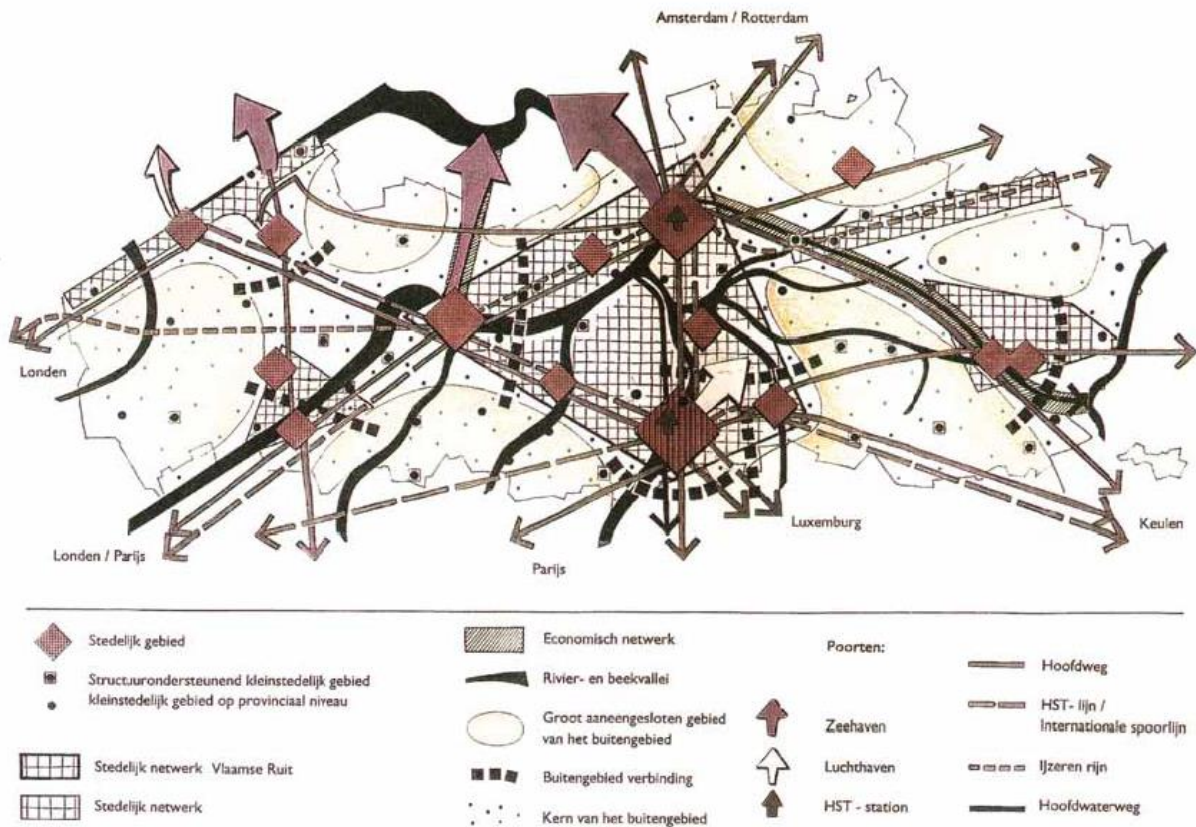 Amsterdam / Rotterdam
Londen
Londen / Parijs
Parijs
Luxemburg
Keulen
Stedelijk gebied
Structuurondersteunend kleinstedelijk gebied
kleinstedelijk gebied op provinciaal niveau
Stedelijk netwerk Vlaamse Ruit
Stedelijk netwerk
Economisch netwerk
Rivier- en beekvallei
Groot aaneengesloten gebied
van het buitengebied
Buitengebied verbinding
Kern van het buitengebied
Poorten:
Zeehaven
Luchthaven
HST - station
Hoofdweg
HST- lijn /
Internationale spoorlijn
IJzeren rijn
Hoofdwaterweg